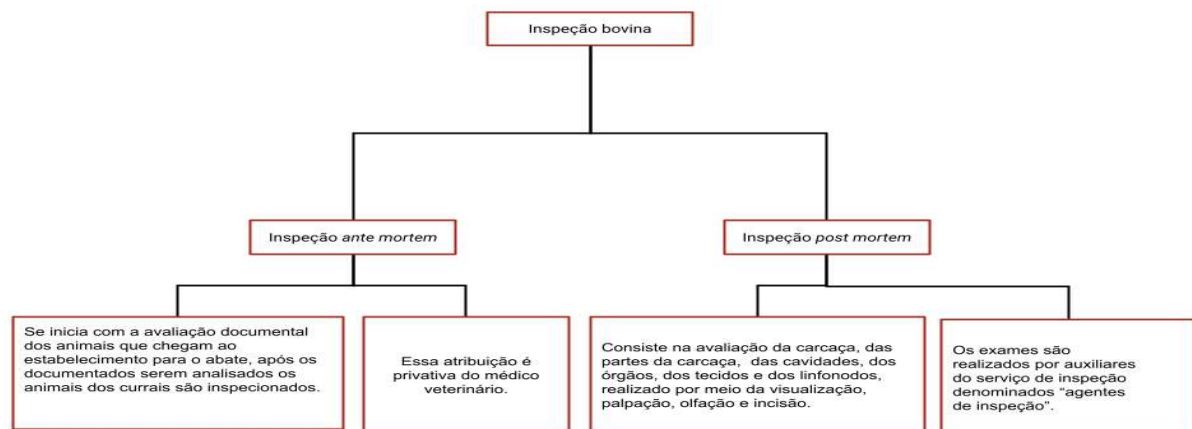 Inspeção bovina
Inspeção ante mortem
Inspeção post mortem
Se inicia com a avaliação documental
dos animais que chegam ao
estabelecimento para o abate, após os
documentados serem analisados os
animais dos currais são inspecionados.
Essa atribuição é
privativa do médico
veterinário.
Consiste na avaliação da carcaça, das
partes da carcaça, das cavidades, dos
órgãos, dos tecidos e dos linfonodos,
realizado por meio da visualização,
palpação, olfação e incisão.
Os exames são
realizados por auxiliares
do serviço de inspeção
denominados “agentes
de inspeção”.